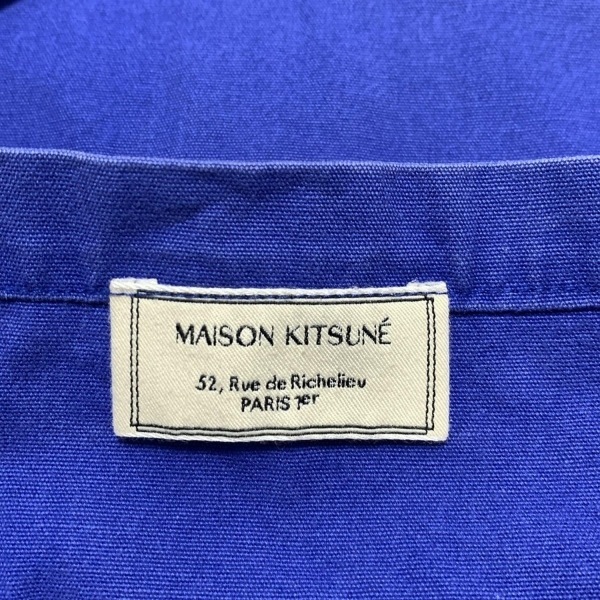 MAISON KITSUNÉ
52, Rue de Richelieu
PARIS 1er